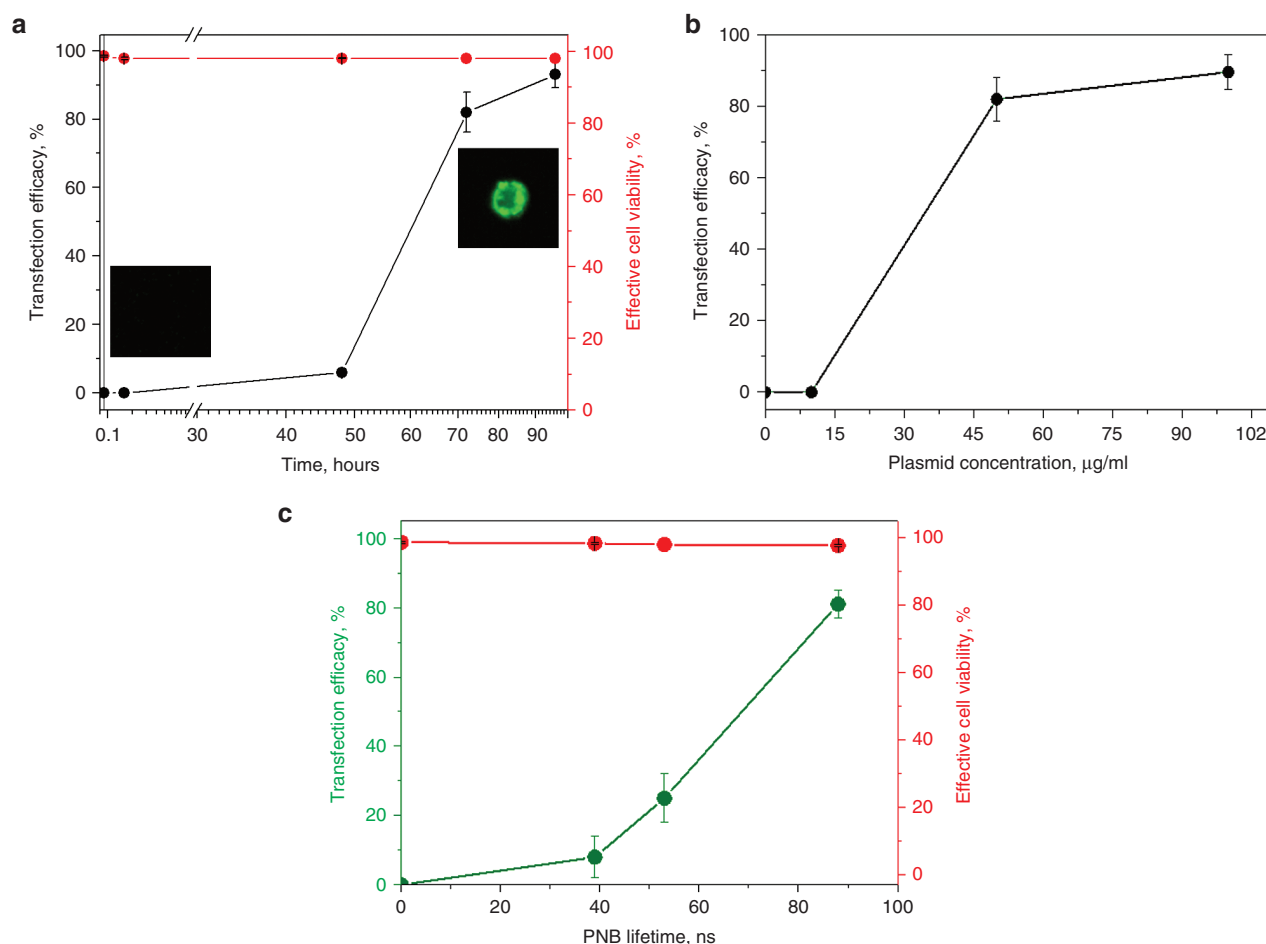 a
100
80
60
40
20
0
Transfection efficacy, %
100
80
60
40
20
0
Effective cell viability, %
0.1 30 40 50 60 70 80 90
Time, hours
b
100
80
60
40
20
0
Transfection efficacy, %
0 15 30 45 60 75 90 102
Plasmid concentration, μg/ml
c
100
80
60
40
20
0
Transfection efficacy, %
100
80
60
40
20
0
Effective cell viability, %
0 20 40 60 80 100
PNB lifetime, ns